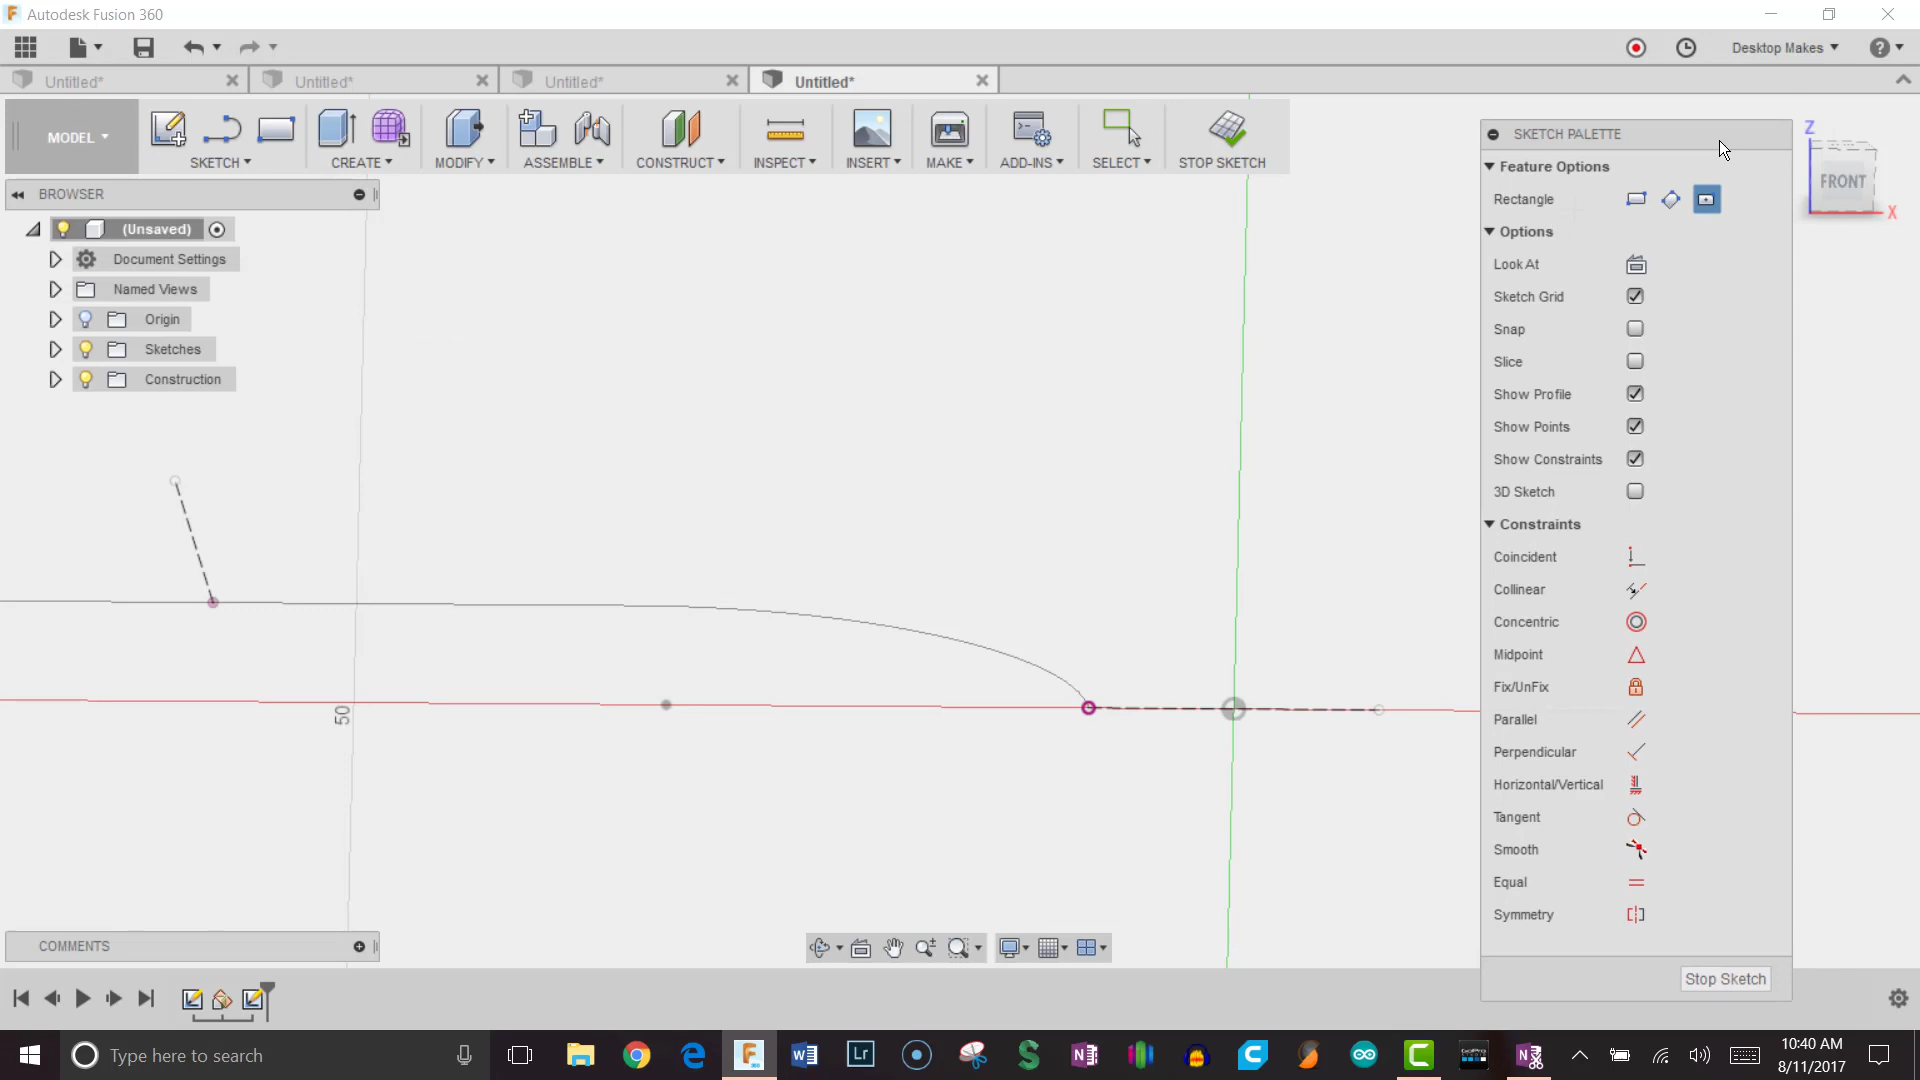 Autodesk Fusion 360
Desktop Makes
Untitled*
Untitled*
Untitled*
Untitled*
MODEL
SKETCH
CREATE
MODIFY
ASSEMBLE
CONSTRUCT
INSPECT
INSERT
MAKE
ADD-INS
SELECT
STOP SKETCH
BROWSER
(Unsaved)
Document Settings
Named Views
Origin
Sketches
Construction
50
SKETCH PALETTE
Feature Options
Rectangle
Options
Look At
Sketch Grid
Snap
Slice
Show Profile
Show Points
Show Constraints
3D Sketch
Constraints
Coincident
Collinear
Concentric
Midpoint
Fix/UnFix
Parallel
Perpendicular
Horizontal/Vertical
Tangent
Smooth
Equal
Symmetry
Stop Sketch
Z
FRONT
X
COMMENTS
Type here to search
Lr
10:40 AM
8/11/2017